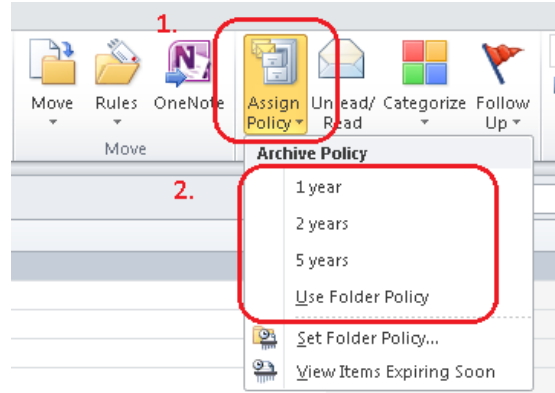 1.
Move Rules OneNote Assign Policy Unread/ Read Categorize Follow Up
Move
Archive Policy
2.
1 year
2 years
5 years
Use Folder Policy
Set Folder Policy...
View Items Expiring Soon